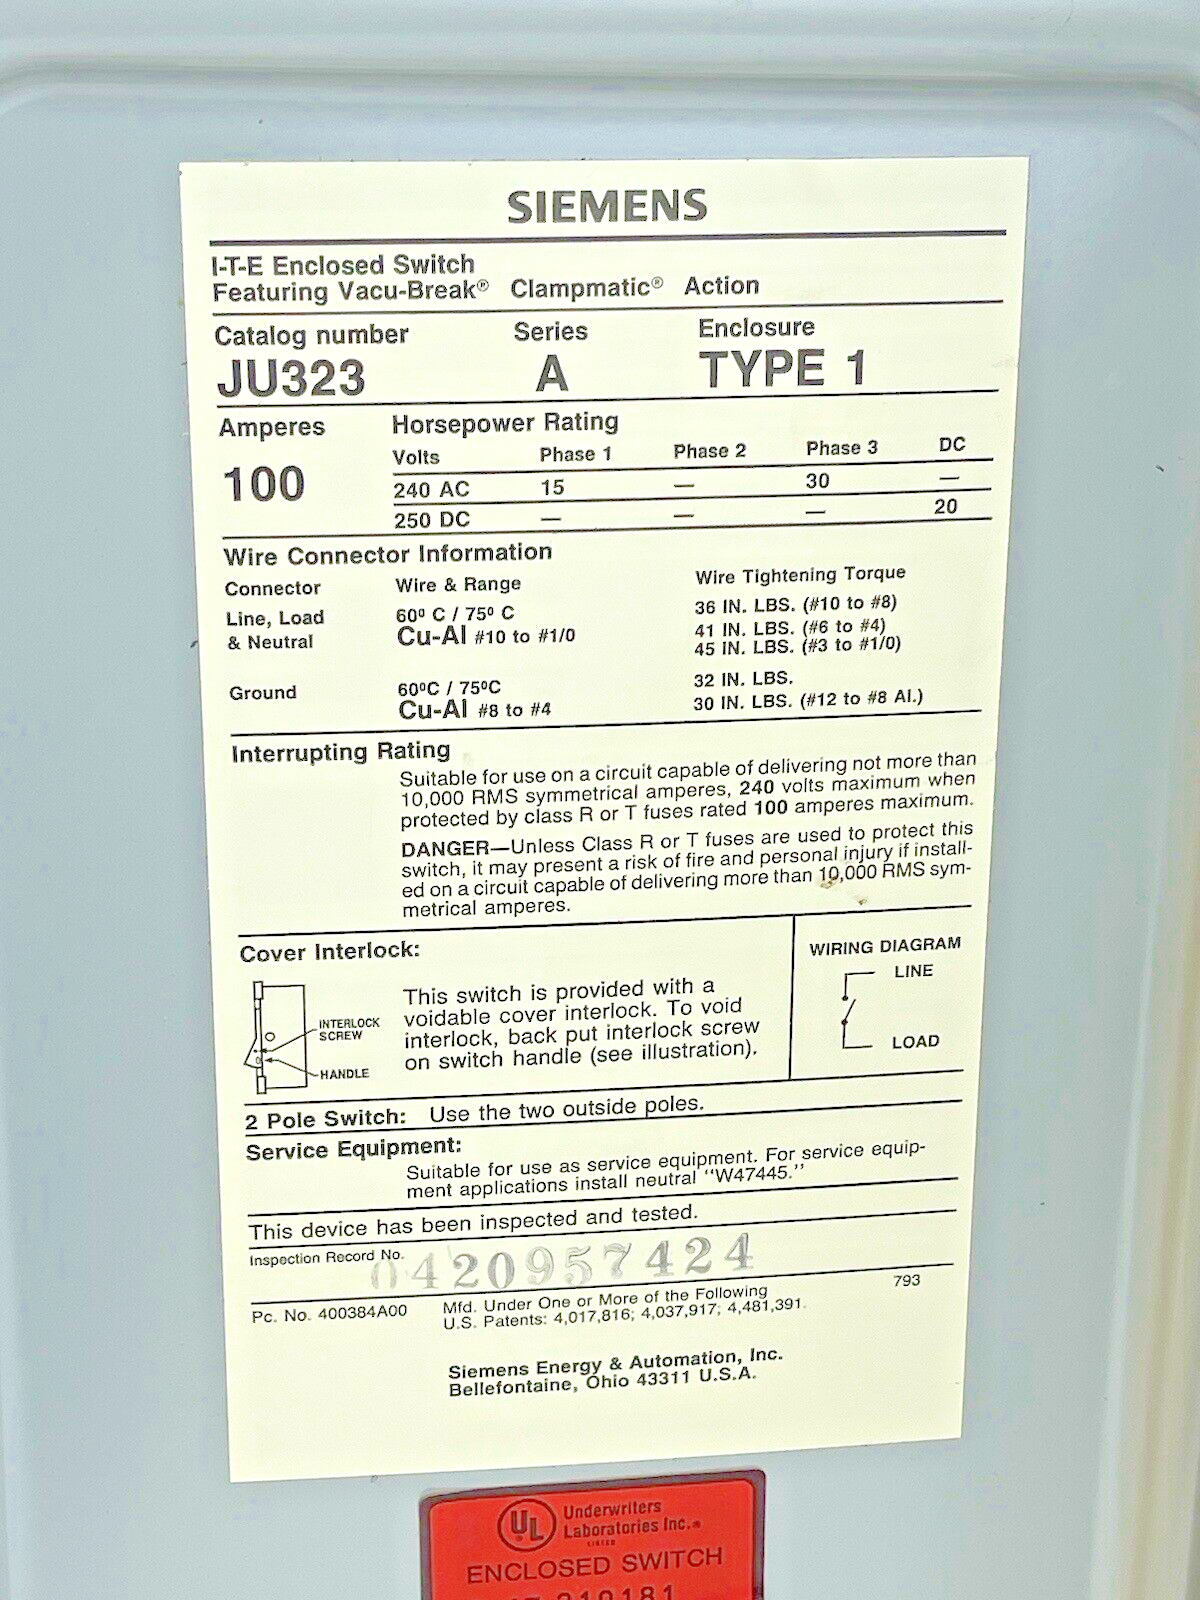 SIEMENS
I-T-E Enclosed Switch
Featuring Vacu-Break® Clampmatic® Action
Catalog number Series Enclosure
JU323 A TYPE 1
Amperes Horsepower Rating
Volts Phase 1 Phase 2 Phase 3 DC
100
240 AC 15 — 30 —
250 DC — — — 20
Wire Connector Information
Connector Wire & Range Wire Tightening Torque
Line, Load 60⁰ C / 75⁰ C 36 IN. LBS. (#10 to #8)
& Neutral Cu-Al #10 to #1/0 41 IN. LBS. (#6 to #4)
45 IN. LBS. (#3 to #1/0)
Ground 60⁰C / 75⁰C 32 IN. LBS.
Cu-Al #8 to #4 30 IN. LBS. (#12 to #8 Al.)
Interrupting Rating
Suitable for use on a circuit capable of delivering not more than
10,000 RMS symmetrical amperes, 240 volts maximum when
protected by class R or T fuses rated 100 amperes maximum.
DANGER—Unless Class R or T fuses are used to protect this
switch, it may present a risk of fire and personal injury if install-
ed on a circuit capable of delivering more than 10,000 RMS sym-
metrical amperes.
Cover Interlock:
INTERLOCK
SCREW
HANDLE
This switch is provided with a
voidable cover interlock. To void
interlock, back put interlock screw
on switch handle (see illustration).
WIRING DIAGRAM
LINE
LOAD
2 Pole Switch: Use the two outside poles.
Service Equipment:
Suitable for use as service equipment. For service equip-
ment applications install neutral "W47445."
This device has been inspected and tested.
Inspection Record No. 0420957424
Pc. No. 400384A00 Mfd. Under One or More of the Following 793
U.S. Patents: 4,017,816; 4,037,917; 4,481,391.
Siemens Energy & Automation, Inc.
Bellefontaine, Ohio 43311 U.S.A.
UL Underwriters
Laboratories Inc.®
LISTED
ENCLOSED SWITCH